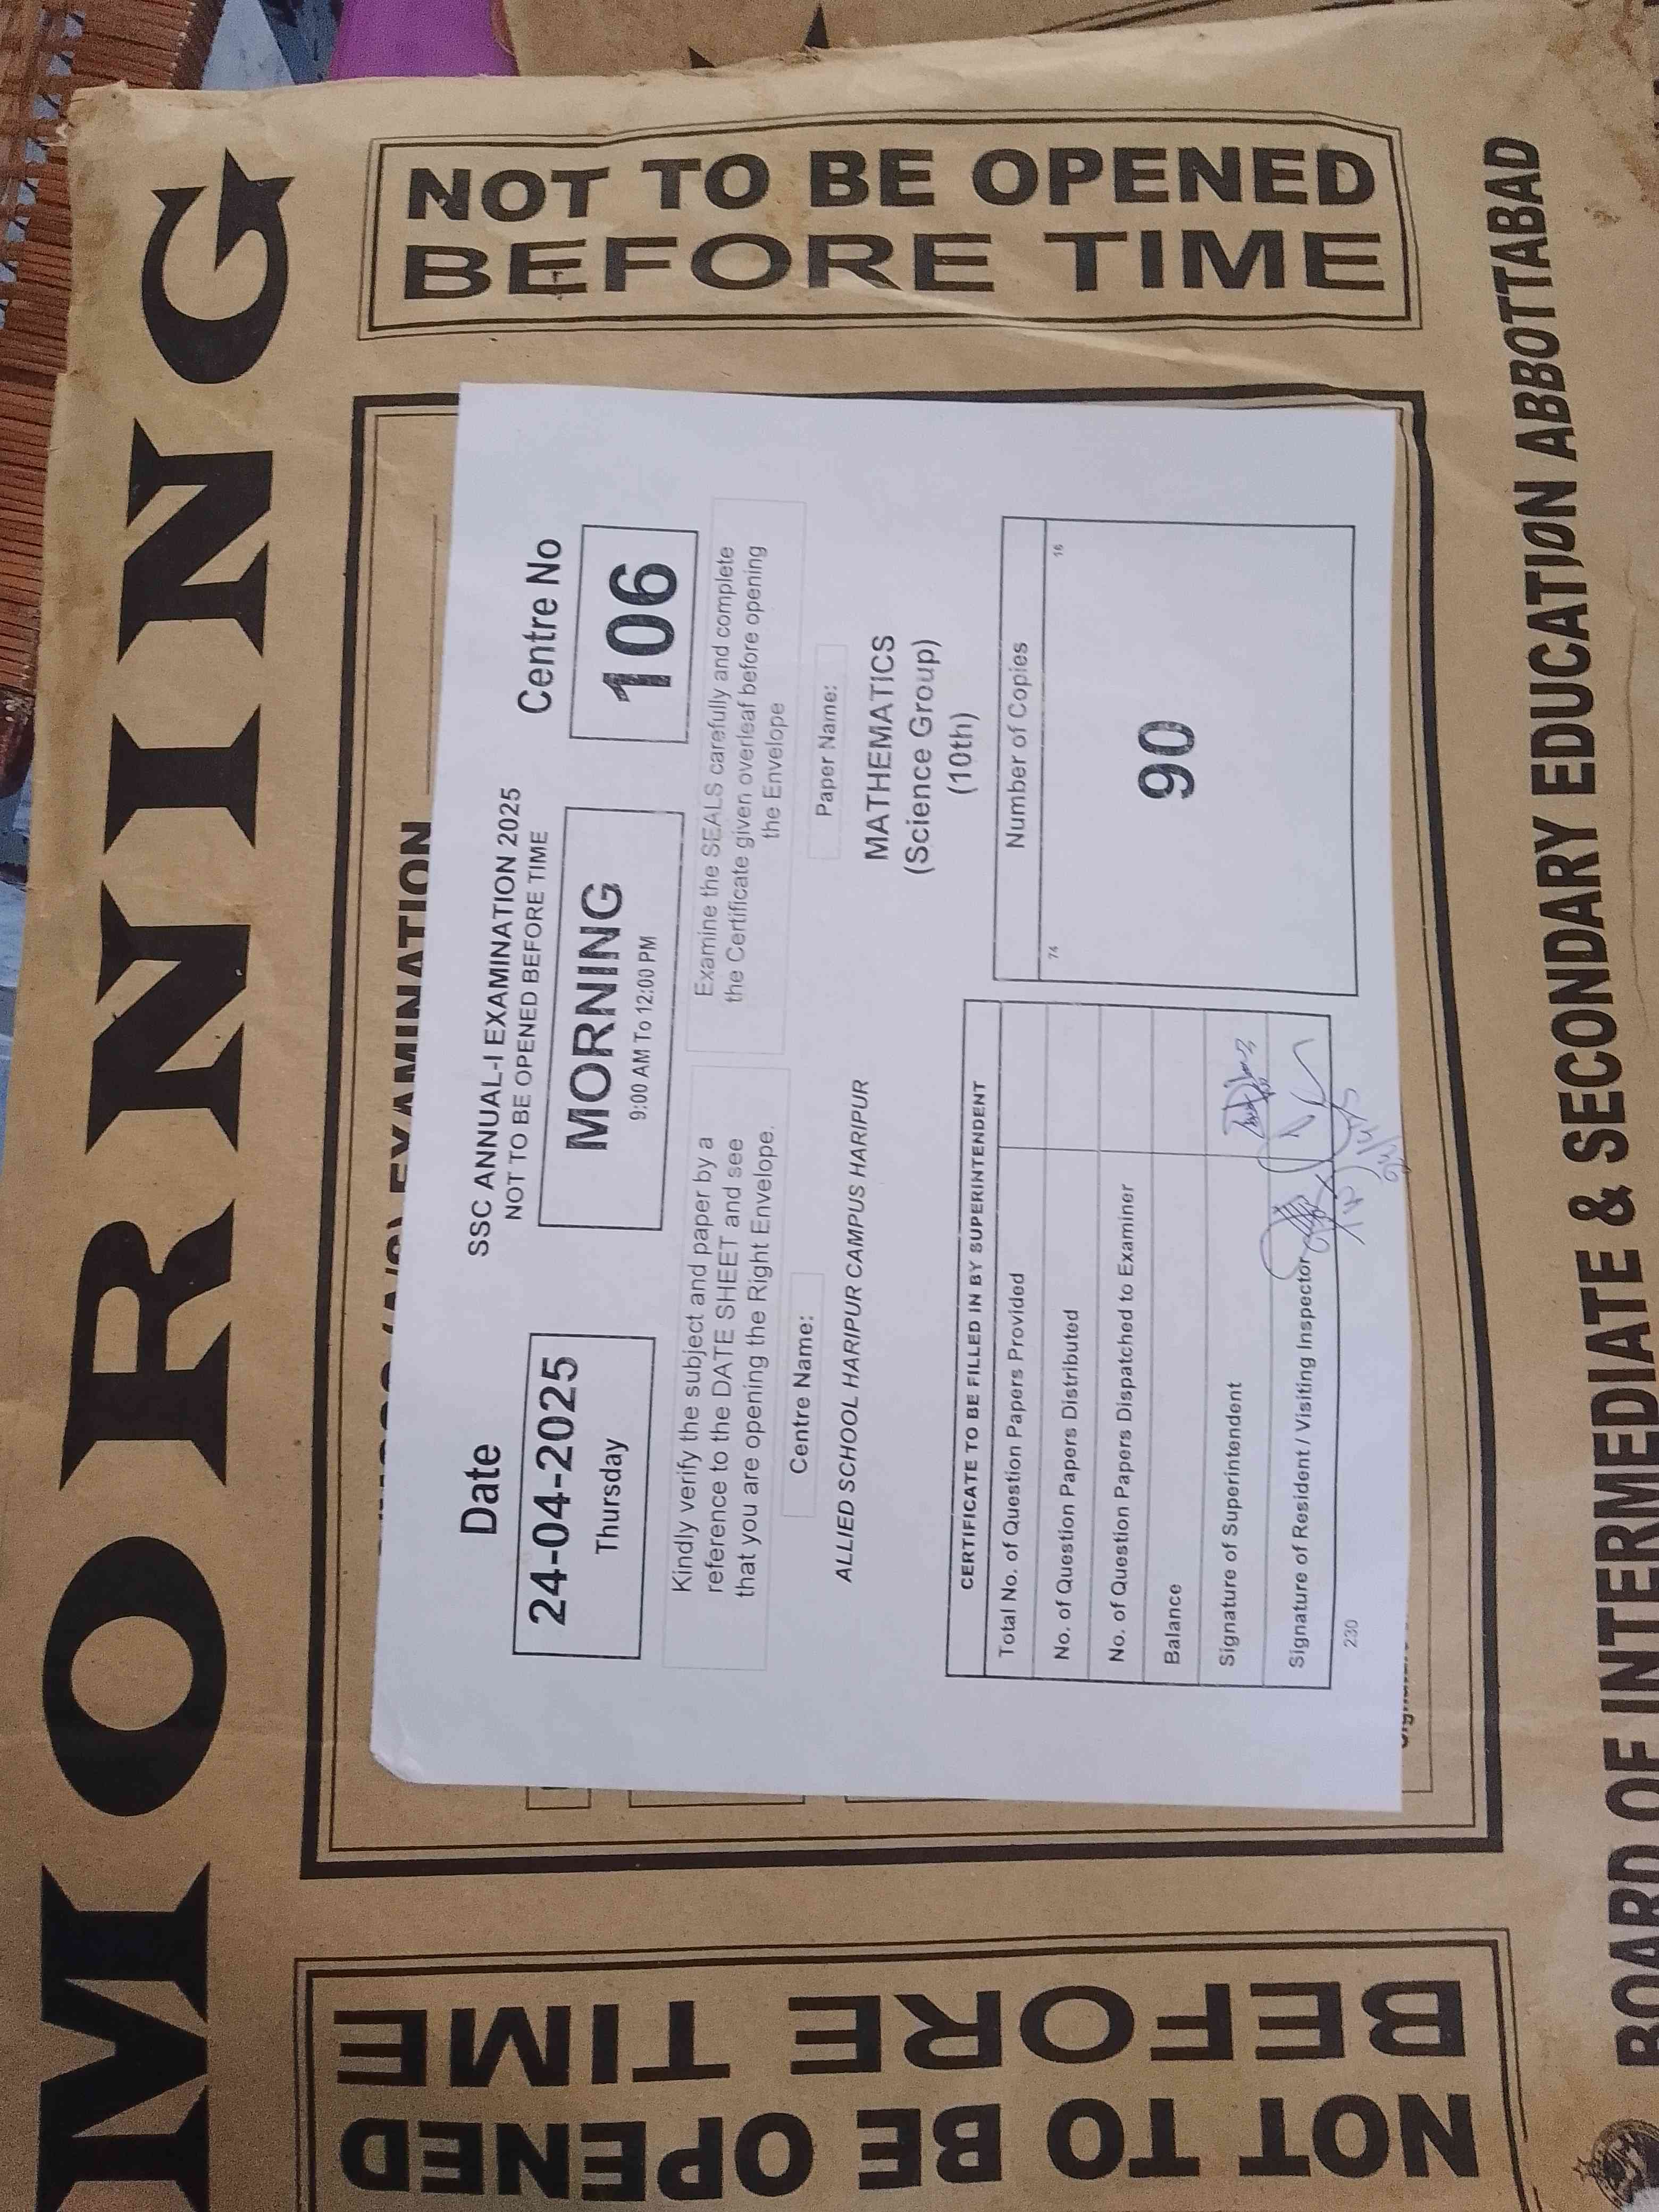 MORNING
NOT TO BE OPENED
BEFORE TIME
EXAMINATION
SSC ANNUAL-I EXAMINATION 2025
NOT TO BE OPENED BEFORE TIME
Date
24-04-2025
Thursday
MORNING
9:00 AM To 12:00 PM
Centre No
106
Kindly verify the subject and paper by a
reference to the DATE SHEET and see
that you are opening the Right Envelope.
Examine the SEALS carefully and complete
the Certificate given overleaf before opening
the Envelope
Centre Name:
ALLIED SCHOOL HARIPUR CAMPUS HARIPUR
Paper Name:
MATHEMATICS
(Science Group)
(10th)
CERTIFICATE TO BE FILLED IN BY SUPERINTENDENT
Total No. of Question Papers Provided
No. of Question Papers Distributed
No. of Question Papers Dispatched to Examiner
Balance
Signature of Superintendent
Signature of Resident / Visiting Inspector
230
Number of Copies
74
16
90
NOT TO BE OPENED
BEFORE TIME
BOARD OF INTERMEDIATE & SECONDARY EDUCATION ABBOTTABAD